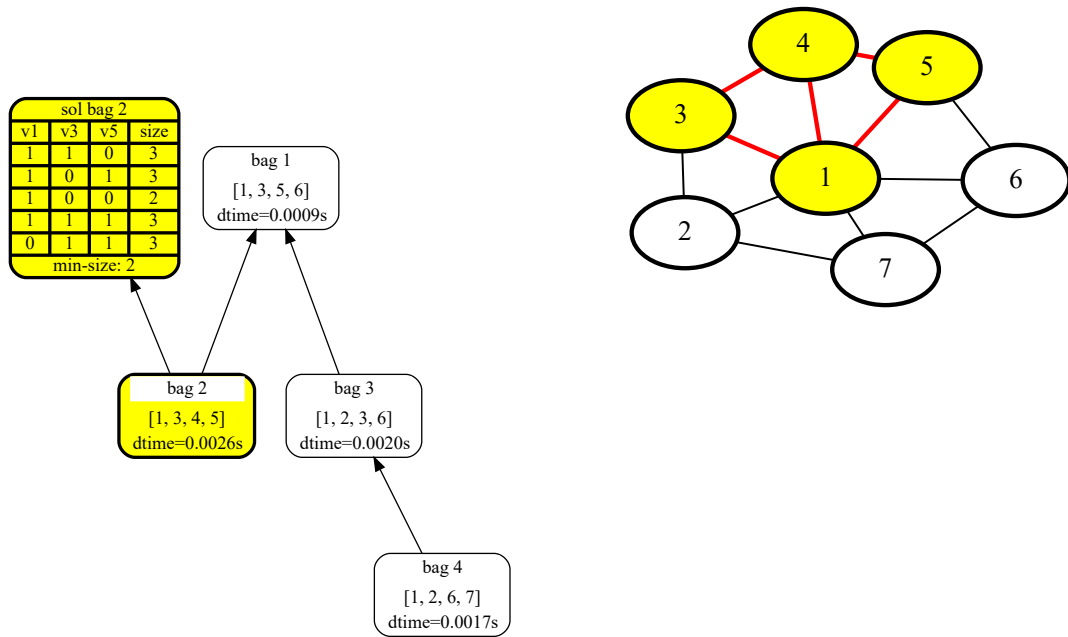 sol bag 2
v1 v3 v5 size
1 1 0 3
1 0 1 3
1 0 0 2
1 1 1 3
0 1 1 3
min-size: 2
bag 1
[1, 3, 5, 6]
dtime=0.0009s
bag 2
[1, 3, 4, 5]
dtime=0.0026s
bag 3
[1, 2, 3, 6]
dtime=0.0020s
bag 4
[1, 2, 6, 7]
dtime=0.0017s
4
5
3
1
6
2
7